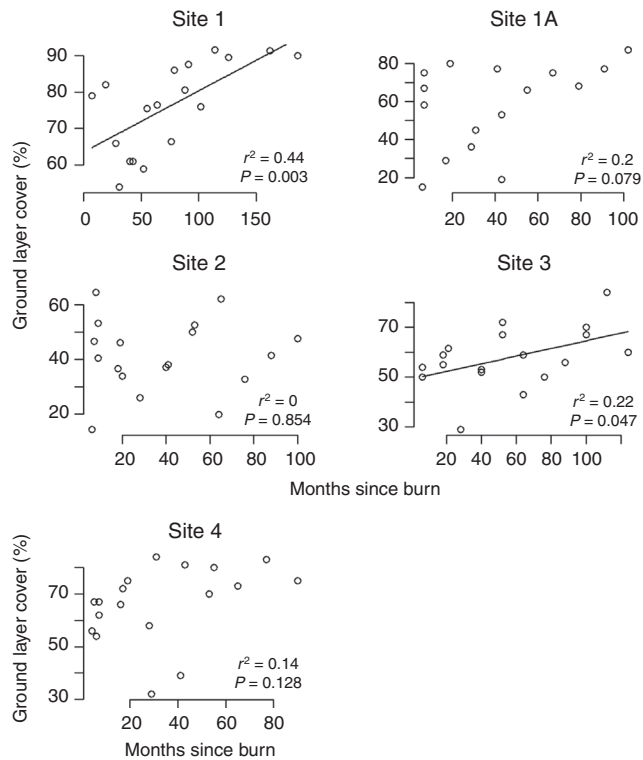 Site 1
Site 1A
Ground layer cover (%)
90
80
70
60
r² = 0.44
P = 0.003
0 50 100 150
80
60
40
20
r² = 0.2
P = 0.079
20 40 60 80 100
Site 2
Site 3
60
40
20
r² = 0
P = 0.854
20 40 60 80 100
70
50
30
r² = 0.22
P = 0.047
20 40 60 80 100
Months since burn
Site 4
Ground layer cover (%)
70
50
30
r² = 0.14
P = 0.128
20 40 60 80
Months since burn